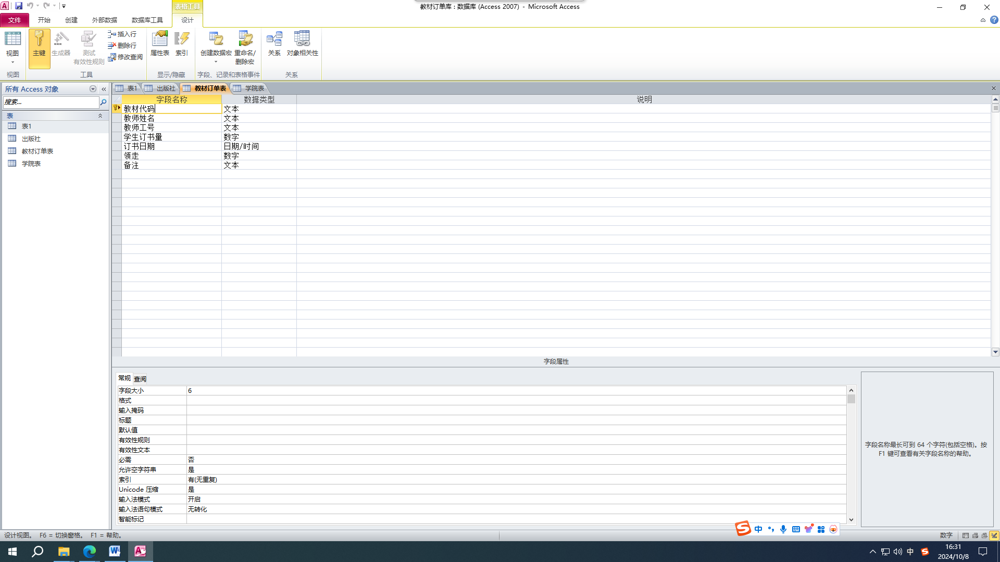 教材订单库 : 数据库 (Access 2007) - Microsoft Access
表格工具
文件 开始 创建 外部数据 数据库工具 设计
视图
主键
生成器
测试
有效性规则
插入行
删除行
修改查阅
属性表
索引
创建数据宏
重命名/
删除宏
关系
对象相关性
视图 工具 显示/隐藏 字段、记录和表格事件 关系
所有 Access 对象
搜索...
表
表1
出版社
教材订单表
学院表
表1 出版社 教材订单表 学院表
字段名称 数据类型 说明
教材代码 文本
教师姓名 文本
教师工号 文本
学生订书量 数字
订书日期 日期/时间
领走 数字
备注 文本
字段属性
常规 查阅
字段大小 6
格式
输入掩码
标题
默认值
有效性规则
有效性文本
必需 否
允许空字符串 是
索引 有(无重复)
Unicode 压缩 是
输入法模式 开启
输入法语句模式 无转化
智能标记
字段名称最长可到 64 个字符(包括空格)。按
F1 键可查看有关字段名称的帮助。
中
设计视图。 F6 = 切换窗格。 F1 = 帮助。
数字
中
16:31
2024/10/8